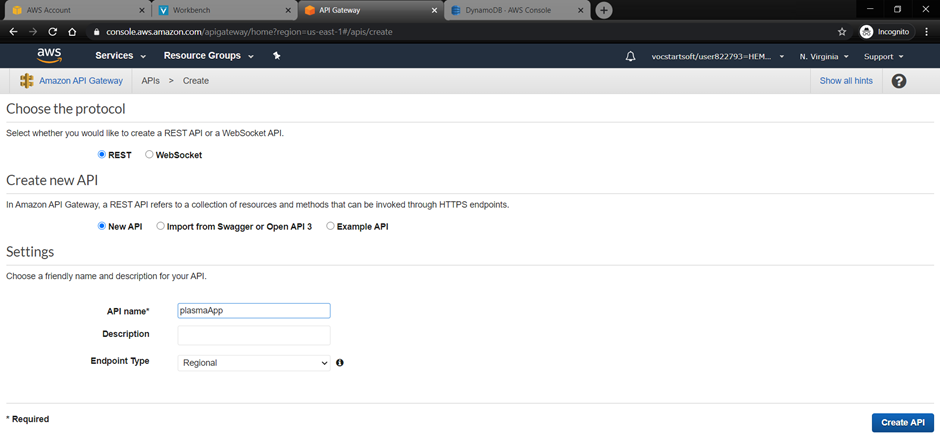 AWS Account
Workbench
API Gateway
DynamoDB - AWS Console
console.aws.amazon.com/apigateway/home?region=us-east-1#/apis/create
Incognito
aws Services Resource Groups vocstartsoft/user822793=HEM... N. Virginia Support
Amazon API Gateway APIs > Create Show all hints ?
Choose the protocol
Select whether you would like to create a REST API or a WebSocket API.
REST WebSocket
Create new API
In Amazon API Gateway, a REST API refers to a collection of resources and methods that can be invoked through HTTPS endpoints.
New API Import from Swagger or Open API 3 Example API
Settings
Choose a friendly name and description for your API.
API name* plasmaApp
Description
Endpoint Type Regional
* Required
Create API